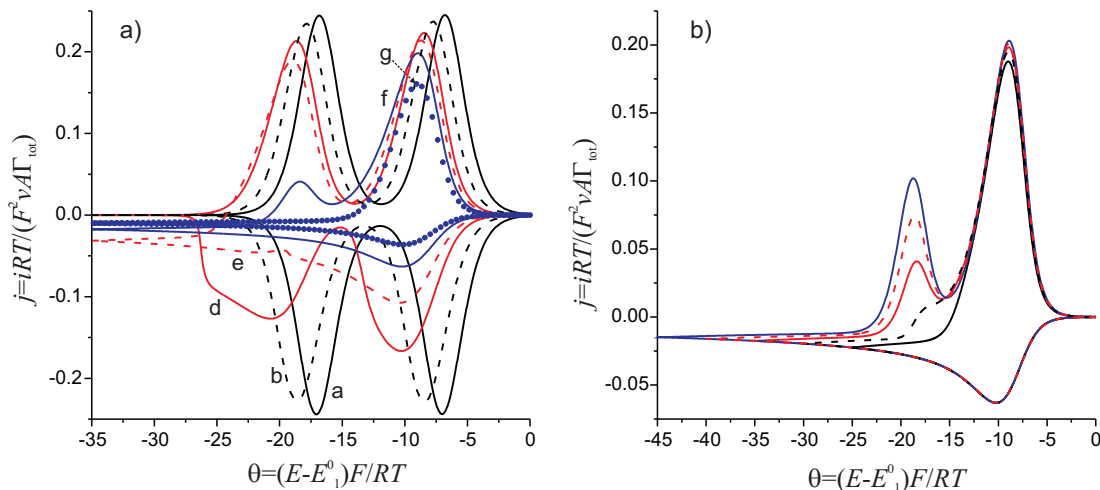 a)
g
f
e
d
b
a
0.2
0.1
0.0
-0.1
-0.2
-35
-30
-25
-20
-15
-10
-5
0
j=iRT/(F²vAΓtot)
θ=(E-E⁰₁)F/RT
b)
0.20
0.15
0.10
0.05
0.00
-0.05
-45
-40
-35
-30
-25
-20
-15
-10
-5
0
j=iRT/(F²vAΓtot)
θ=(E-E⁰₁)F/RT